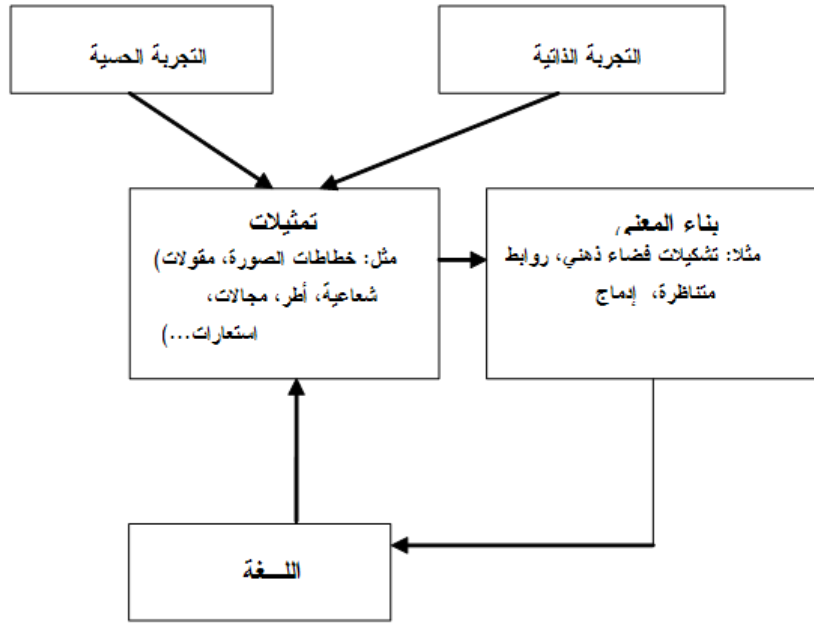 التجربة الذاتية
التجربة الحسية
تمثيلات
مثل: خطاطات الصورة، مقولات)
شعاعية، أطر، مجالات،
استعارات...)
بناء المعنى
مثلا: تشكيلات فضاء ذهني، روابط
متناظرة، إدماج
اللـــغة